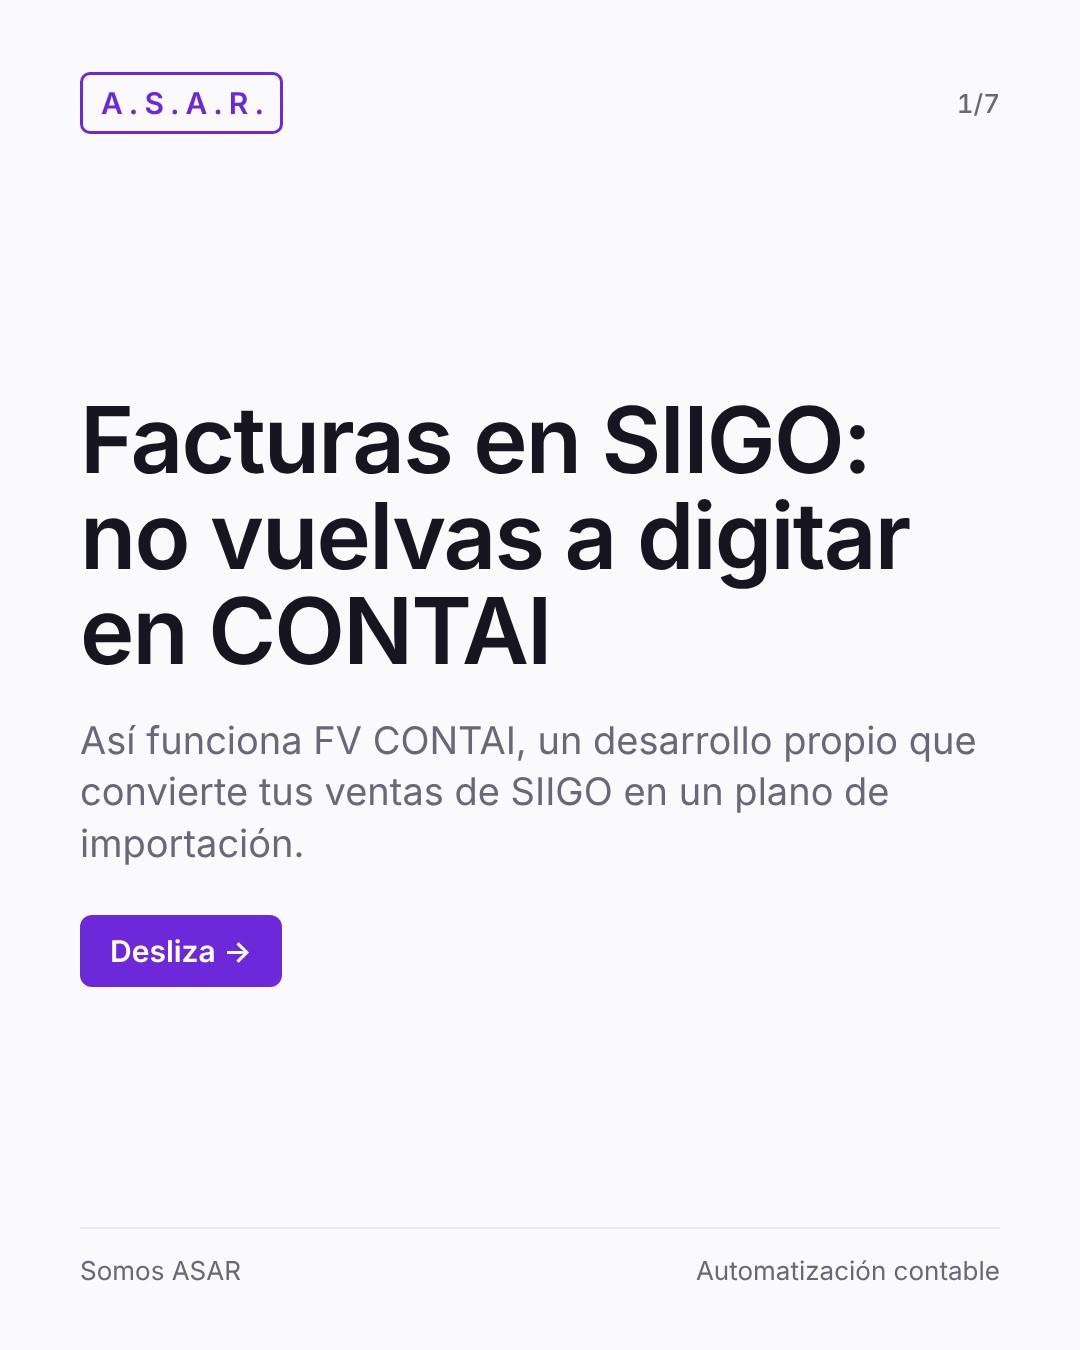 A.S.A.R.
1/7
Facturas en SIIGO:
no vuelvas a digitar
en CONTAI
Así funciona FV CONTAI, un desarrollo propio que
convierte tus ventas de SIIGO en un plano de
importación.
Desliza →
Somos ASAR
Automatización contable